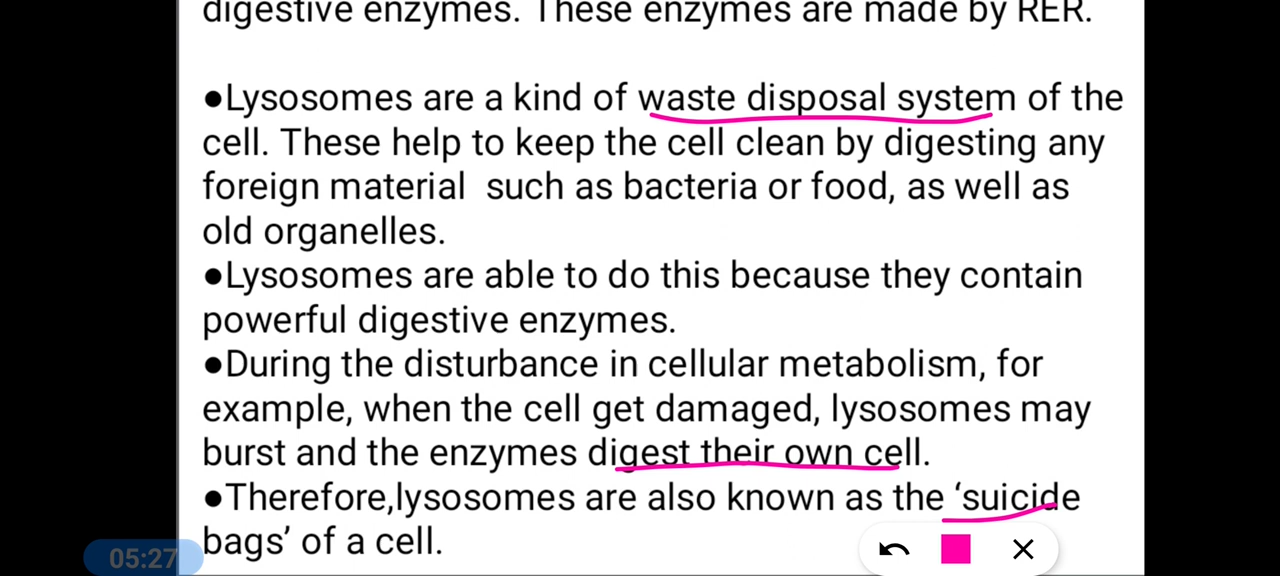 digestive enzymes. These enzymes are made by RER.
●Lysosomes are a kind of waste disposal system of the
cell. These help to keep the cell clean by digesting any
foreign material  such as bacteria or food, as well as
old organelles.
●Lysosomes are able to do this because they contain
powerful digestive enzymes.
●During the disturbance in cellular metabolism, for
example, when the cell get damaged, lysosomes may
burst and the enzymes digest their own cell.
●Therefore,lysosomes are also known as the ‘suicide
bags’ of a cell.
05:27